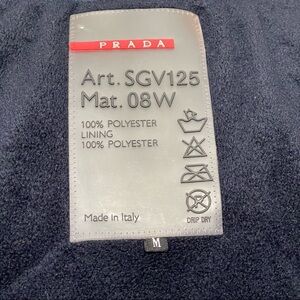 PRADA
Art. SGV125
Mat. 08W
100% POLYESTER
LINING
100% POLYESTER
Made in Italy
DRIP DRY
M